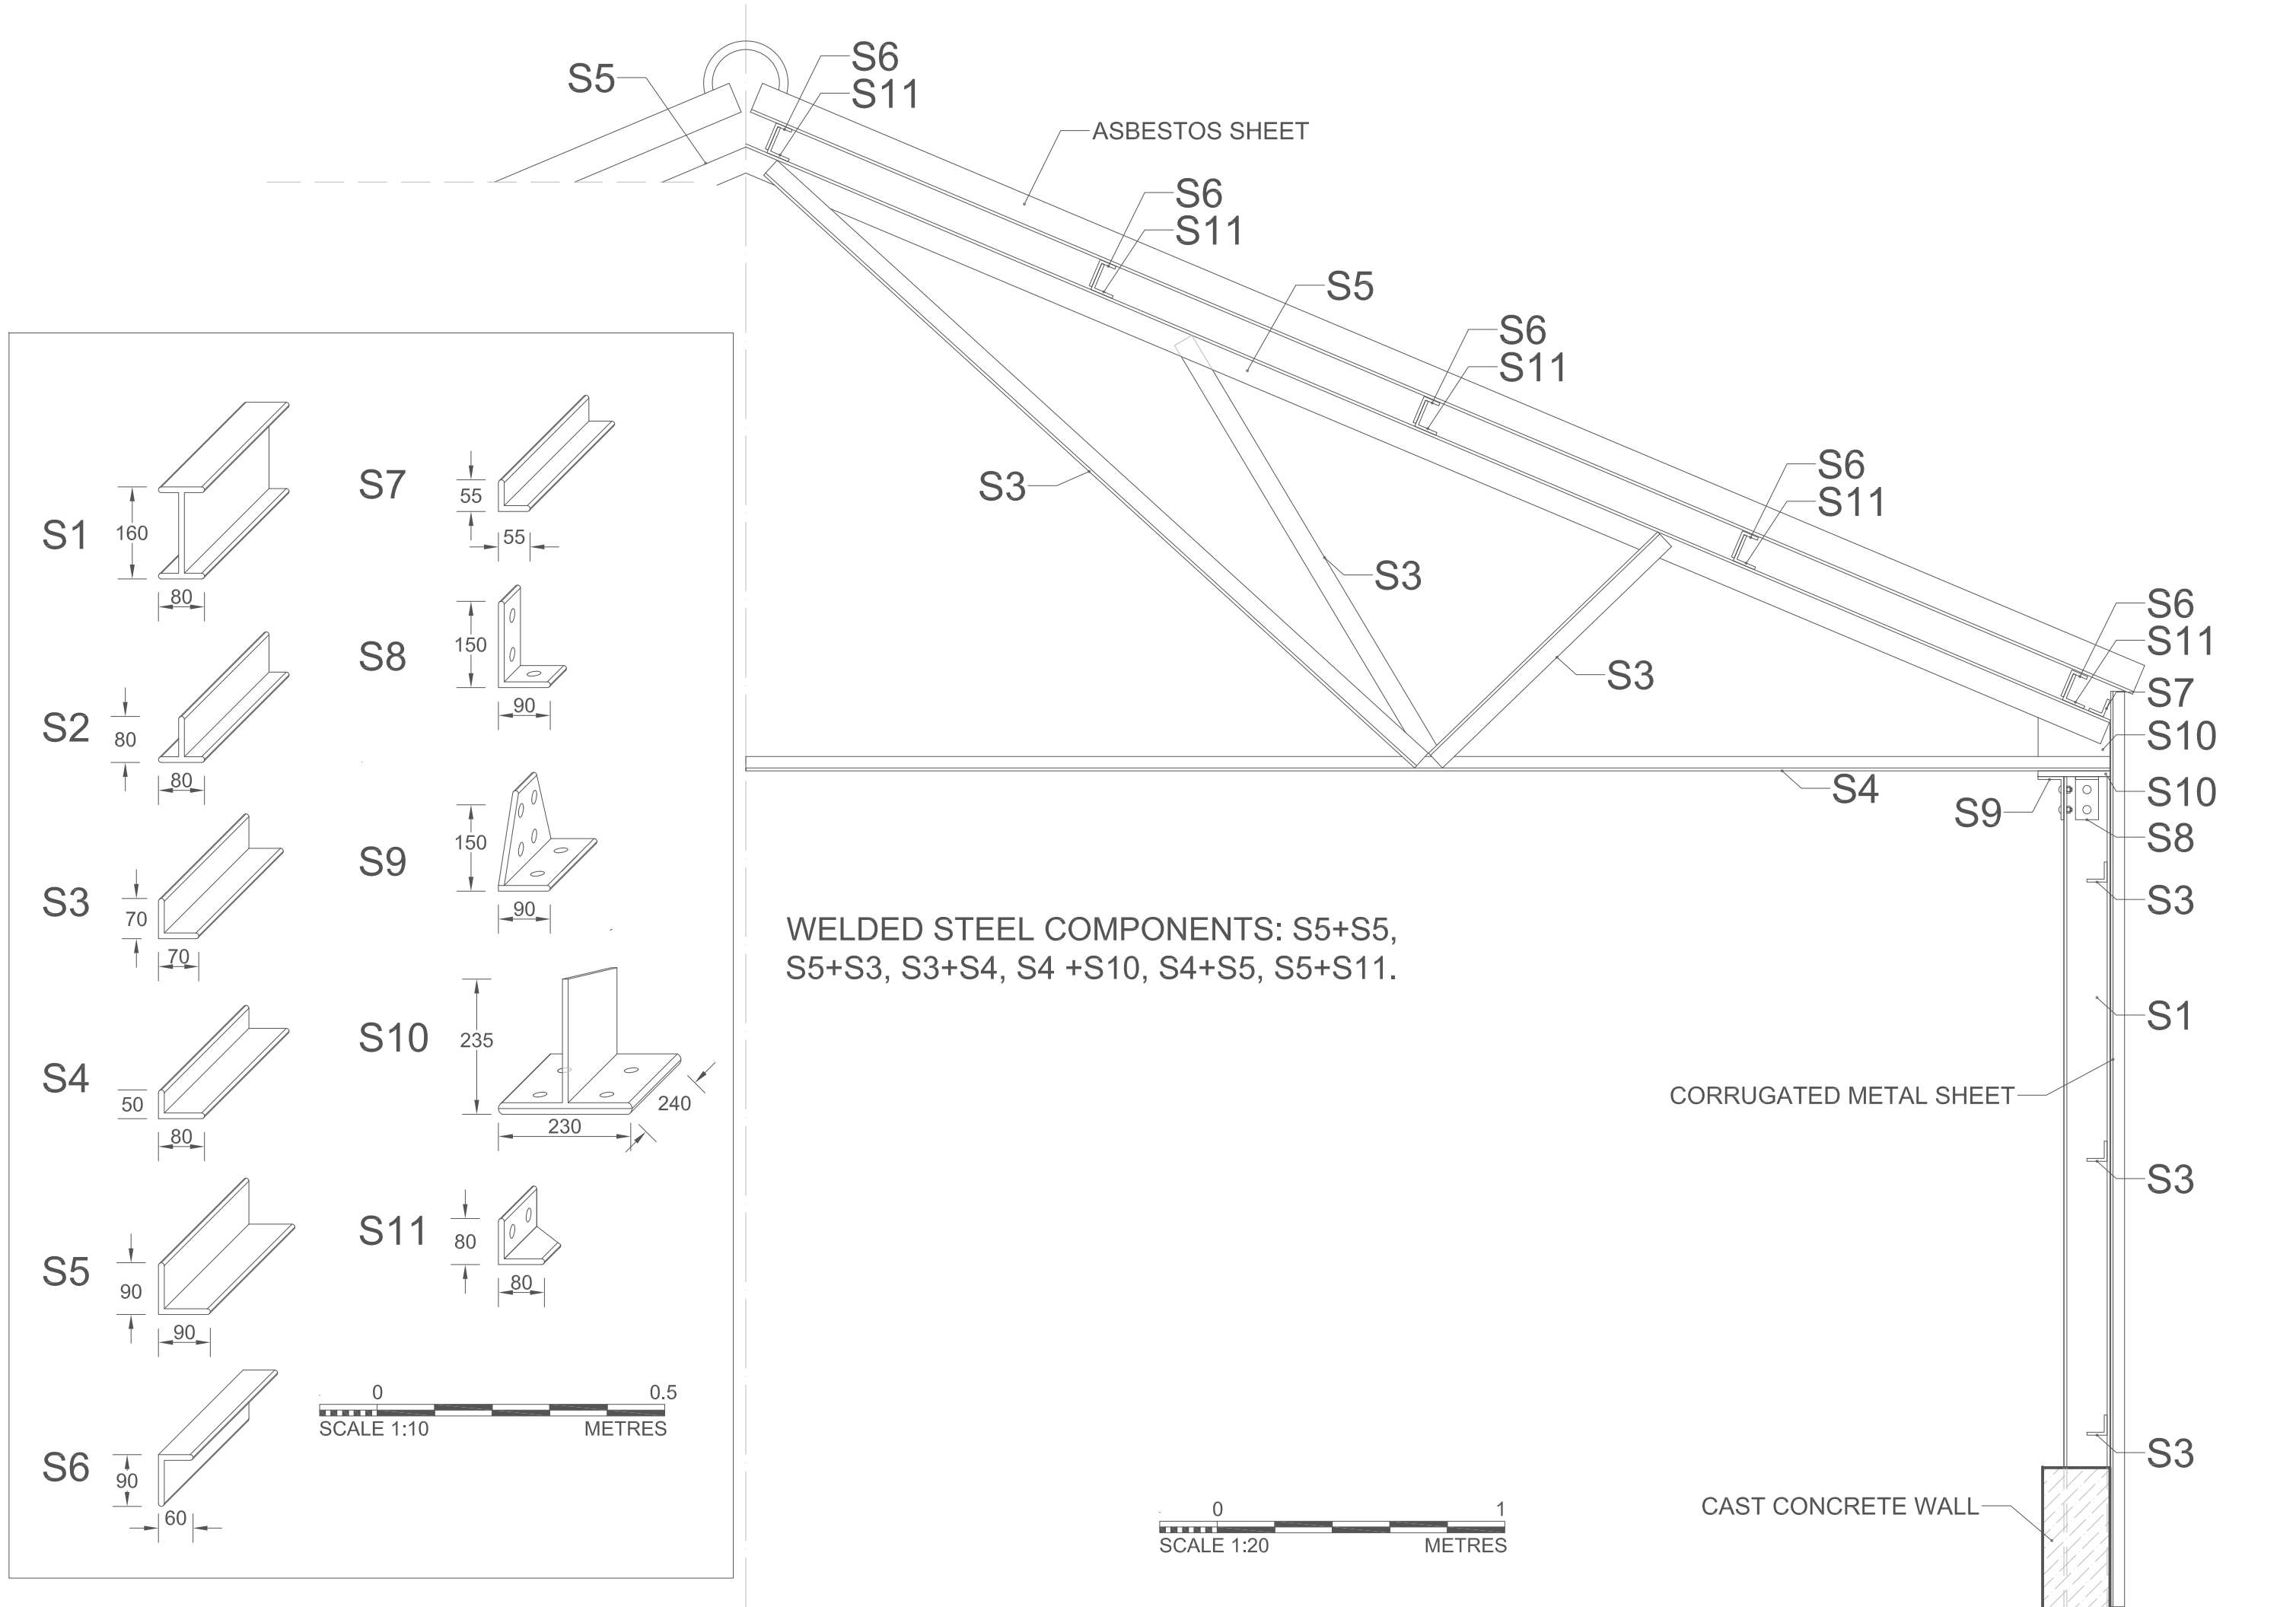 S5
S6
S11
ASBESTOS SHEET
S6
S11
S5
S6
S11
S3
S6
S11
S3
S3
S6
S11
S7
S10
S4
S9
S10
S8
S3
S1
CORRUGATED METAL SHEET
S3
S3
CAST CONCRETE WALL
WELDED STEEL COMPONENTS: S5+S5,
S5+S3, S3+S4, S4 +S10, S4+S5, S5+S11.
0 1
SCALE 1:20 METRES
S1
160
80
S2
80
80
S3
70
70
S4
50
80
S5
90
90
S6
90
60
S7
55
55
S8
150
90
S9
150
90
S10
235
240
230
S11
80
80
0 0.5
SCALE 1:10 METRES